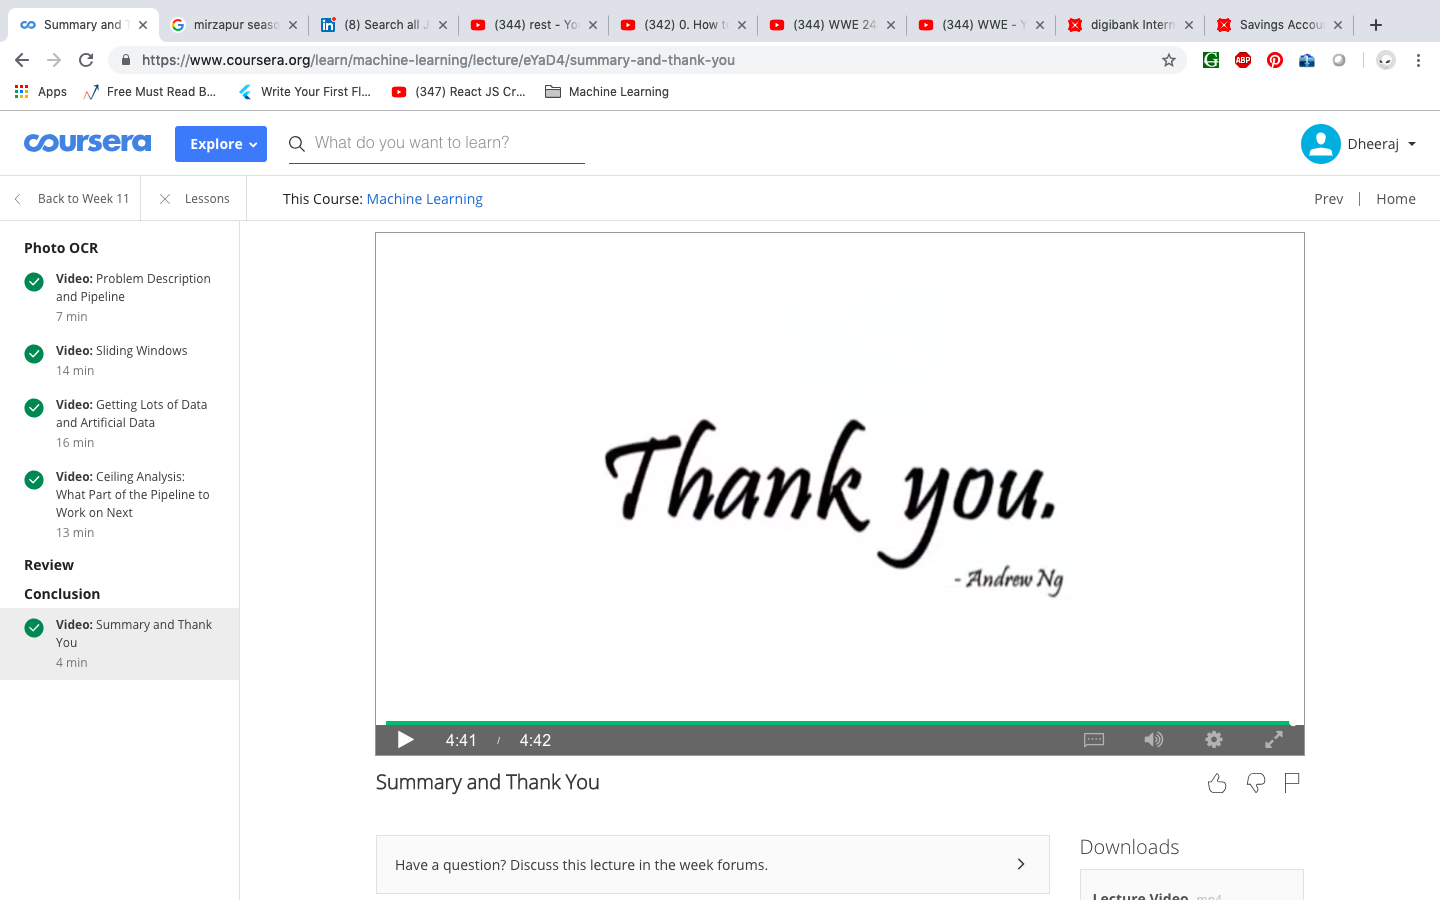 Summary and T
mirzapur seaso
(8) Search all J
(344) rest - Yo
(342) 0. How to
(344) WWE 24
(344) WWE - Y
digibank Intern
Savings Accou
https://www.coursera.org/learn/machine-learning/lecture/eYaD4/summary-and-thank-you
Apps
Free Must Read B...
Write Your First Fl...
(347) React JS Cr...
Machine Learning
coursera
Explore
What do you want to learn?
Dheeraj
Back to Week 11
Lessons
This Course: Machine Learning
Prev
Home
Photo OCR
Video: Problem Description
and Pipeline
7 min
Video: Sliding Windows
14 min
Video: Getting Lots of Data
and Artificial Data
16 min
Video: Ceiling Analysis:
What Part of the Pipeline to
Work on Next
13 min
Review
Conclusion
Video: Summary and Thank
You
4 min
Thank you.
- Andrew Ng
4:41 / 4:42
Summary and Thank You
Have a question? Discuss this lecture in the week forums.
Downloads
Lecture Video mp4